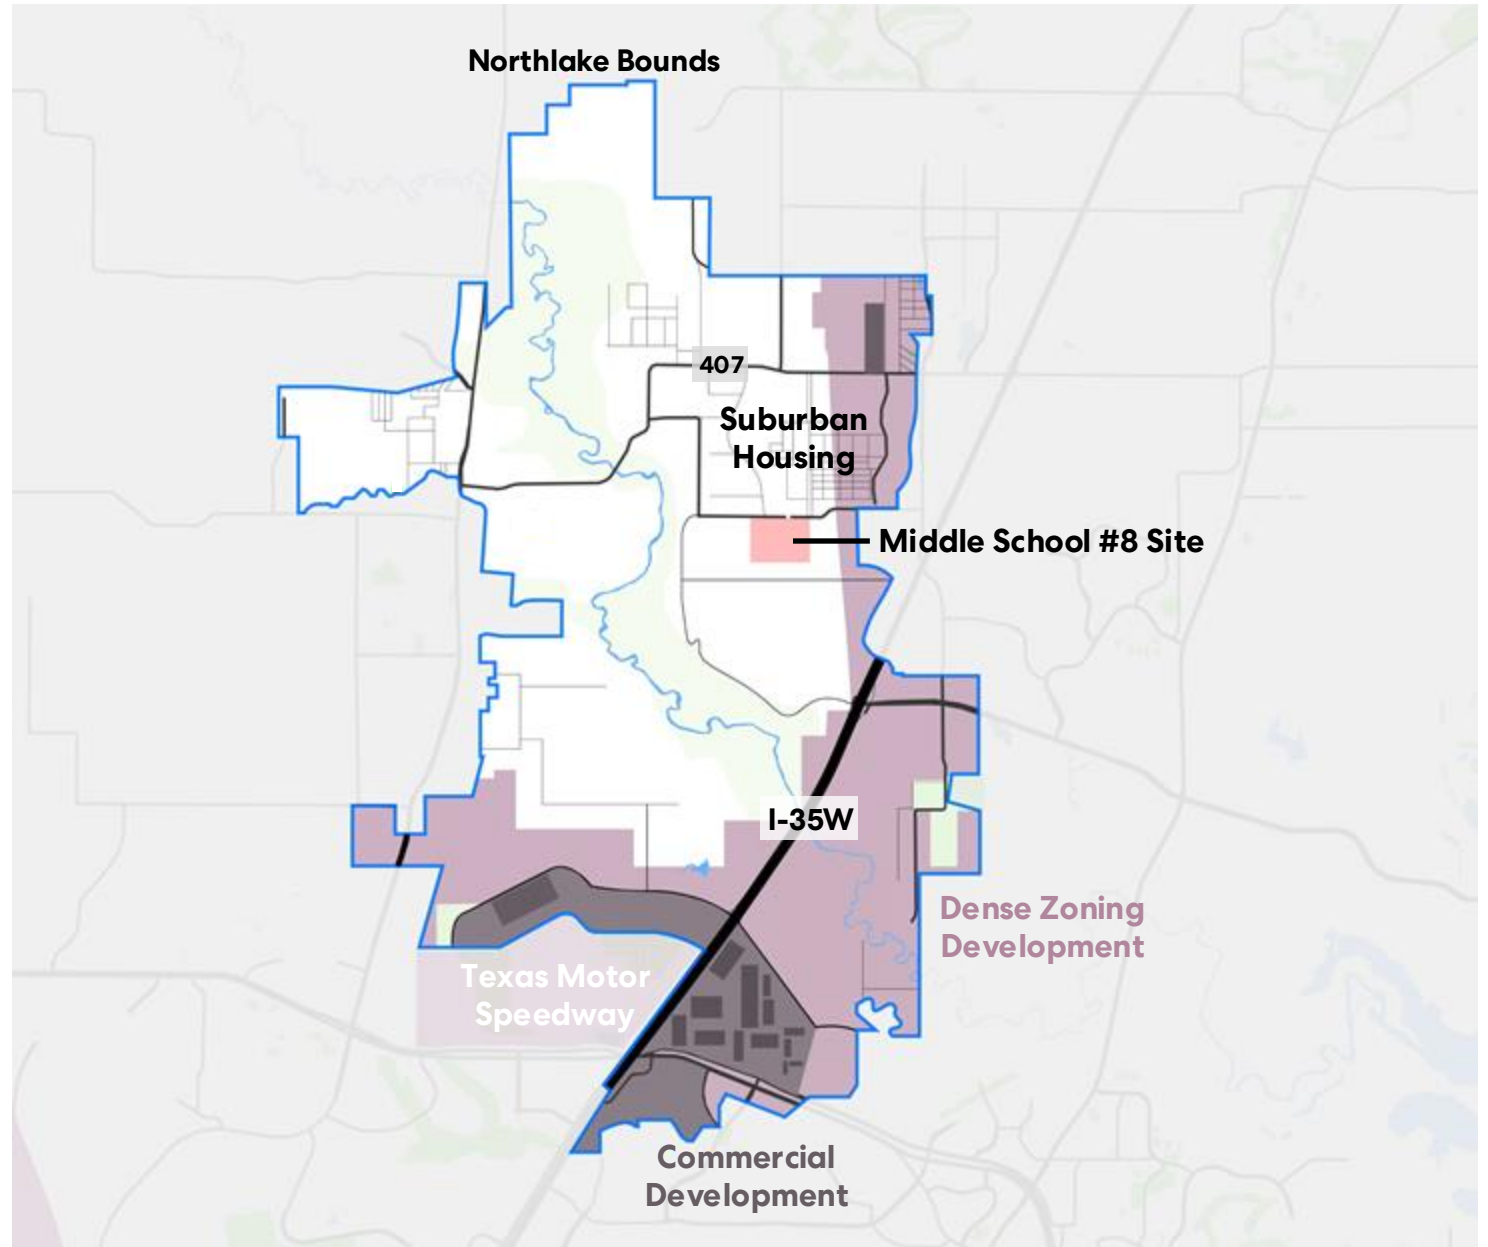 Northlake Bounds
407
Suburban
Housing
Middle School #8 Site
I-35W
Dense Zoning
Development
Texas Motor
Speedway
Commercial
Development